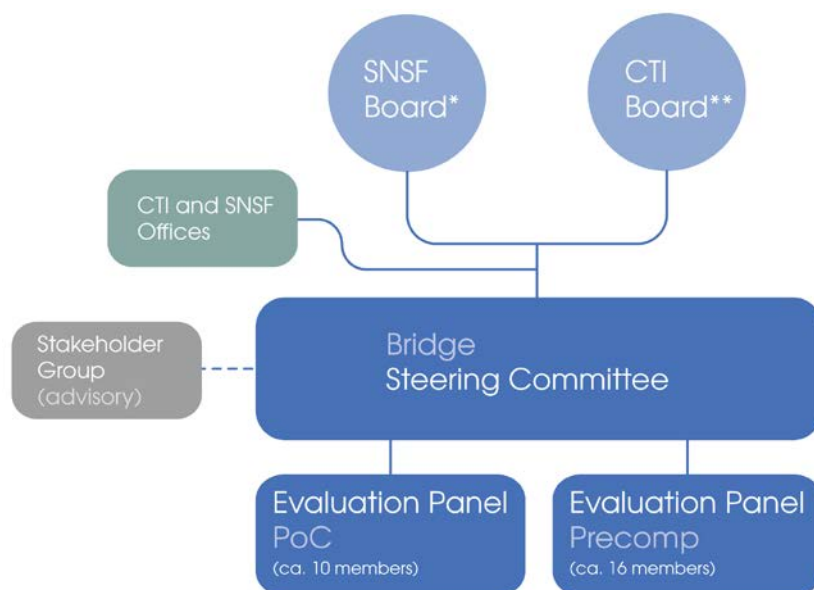 SNSF
Board*
CTI
Board**
CTI and SNSF
Offices
Stakeholder
Group
(advisory)
Bridge
Steering Committee
Evaluation Panel
PoC
(ca. 10 members)
Evaluation Panel
Precomp
(ca. 16 members)